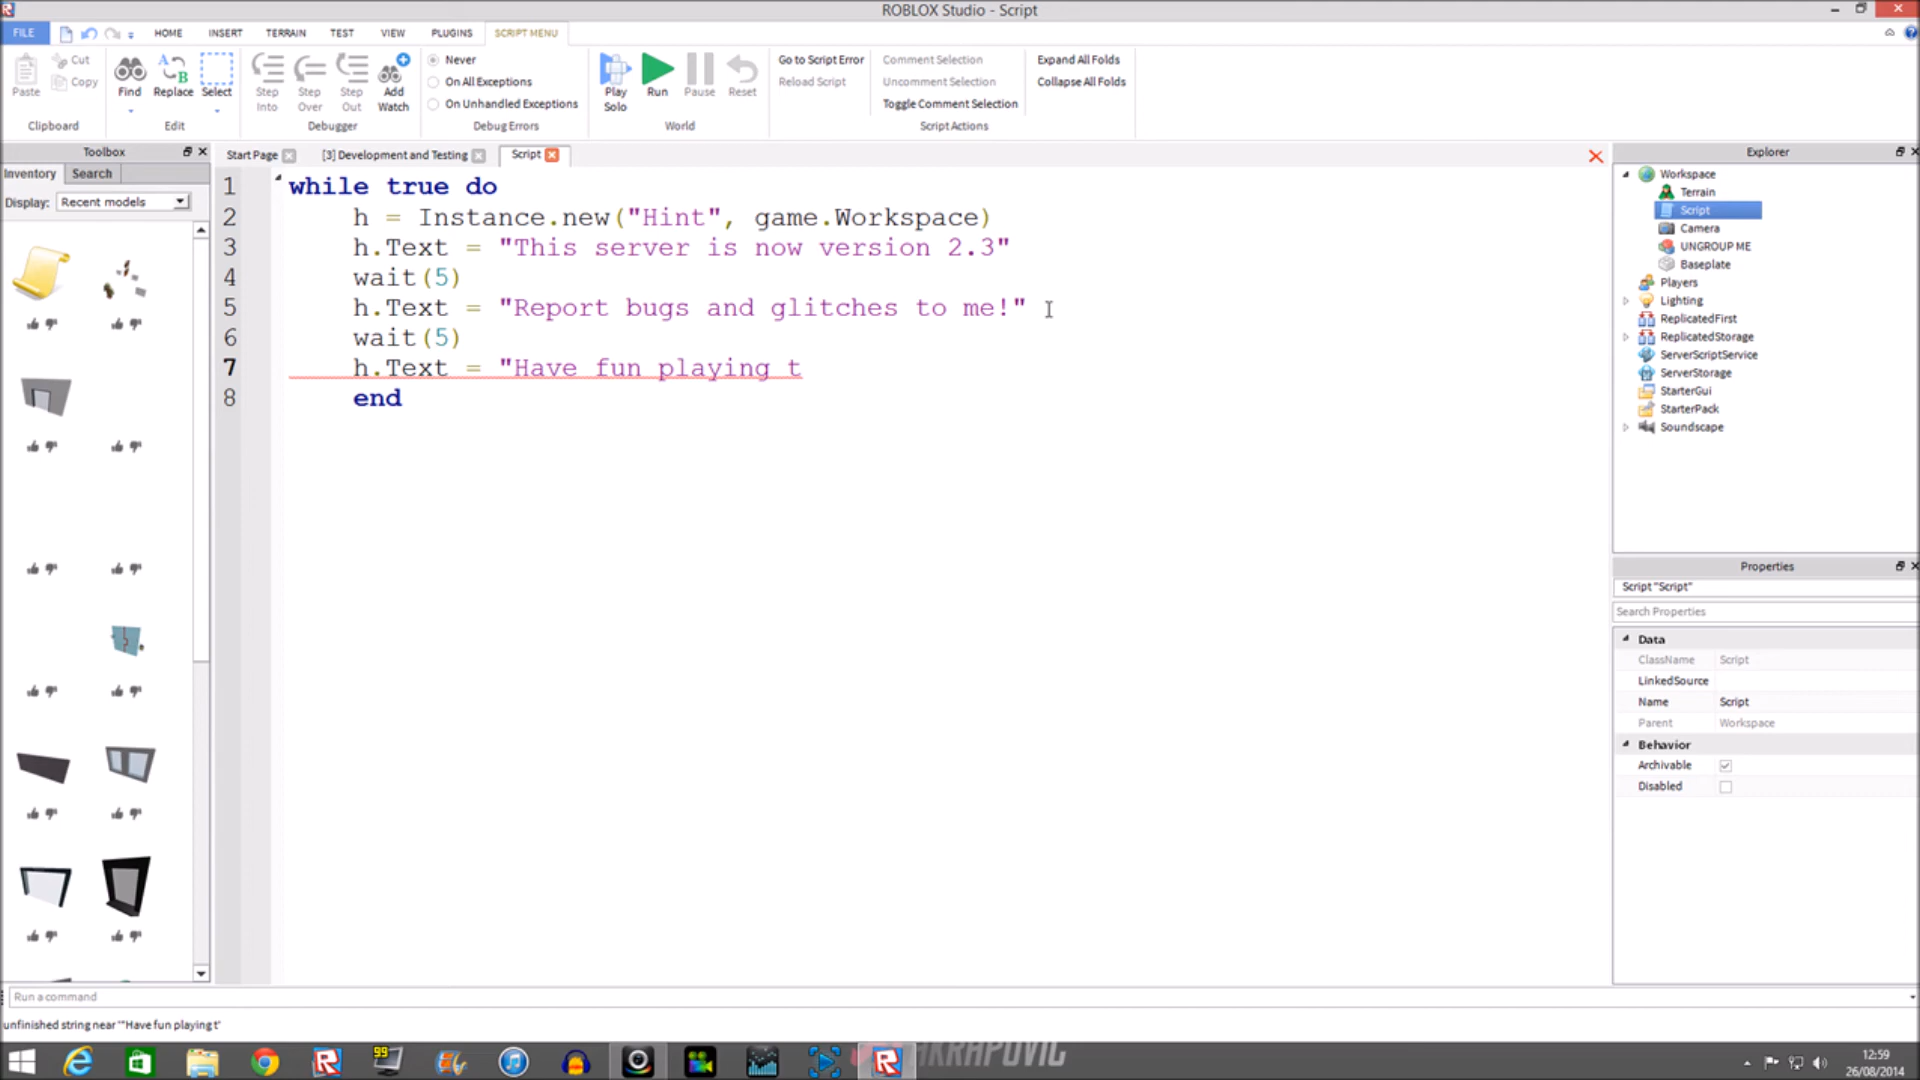 ROBLOX Studio - Script
FILE HOME INSERT TERRAIN TEST VIEW PLUGINS SCRIPT MENU
Paste Cut Copy
Clipboard
Find Replace Select
Edit
Step Into Step Over Step Out Add Watch
Debugger
Never
On All Exceptions
On Unhandled Exceptions
Debug Errors
Play Solo Run Pause Reset
World
Go to Script Error
Reload Script
Comment Selection
Uncomment Selection
Toggle Comment Selection
Script Actions
Expand All Folds
Collapse All Folds
Toolbox
Inventory Search
Display: Recent models
Start Page [3] Development and Testing Script
1 while true do
2 h = Instance.new("Hint", game.Workspace)
3 h.Text = "This server is now version 2.3"
4 wait(5)
5 h.Text = "Report bugs and glitches to me!"
6 wait(5)
7 h.Text = "Have fun playing t
8 end
Explorer
Workspace
Terrain
Script
Camera
UNGROUP ME
Baseplate
Players
Lighting
ReplicatedFirst
ReplicatedStorage
ServerScriptService
ServerStorage
StarterGui
StarterPack
Soundscape
Properties
Script "Script"
Search Properties
Data
ClassName Script
LinkedSource
Name Script
Parent Workspace
Behavior
Archivable
Disabled
Run a command
unfinished string near '"Have fun playing t'
99
AKRAPOVIC
12:59
26/08/2014